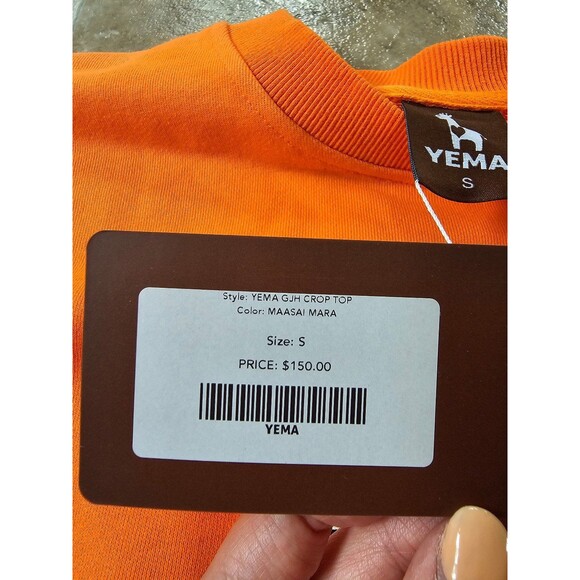 YEMA
S
Style: YEMA GJH CROP TOP
Color: MAASAI MARA
Size: S
PRICE: $150.00
YEMA